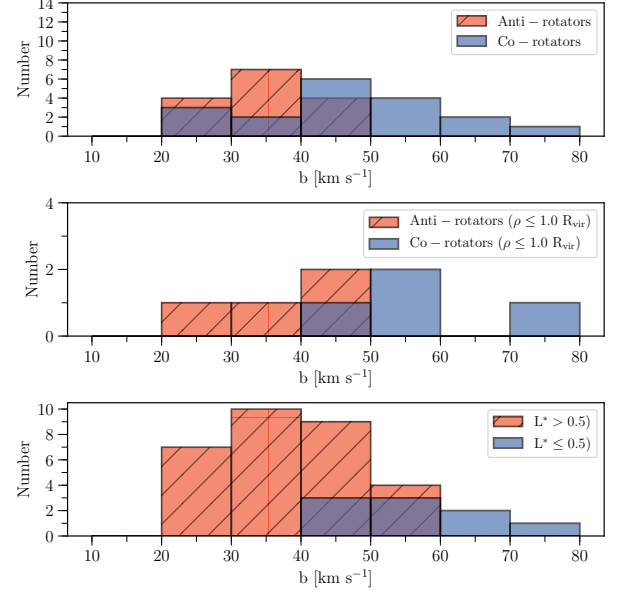 14
12
10
8
6
4
2
0
Number
Anti − rotators
Co − rotators
10 20 30 40 50 60 70 80
b [km s⁻¹]
4
2
0
Number
Anti − rotators (ρ ≤ 1.0 R_vir)
Co − rotators (ρ ≤ 1.0 R_vir)
10 20 30 40 50 60 70 80
b [km s⁻¹]
10
8
6
4
2
0
Number
L* > 0.5)
L* ≤ 0.5)
10 20 30 40 50 60 70 80
b [km s⁻¹]